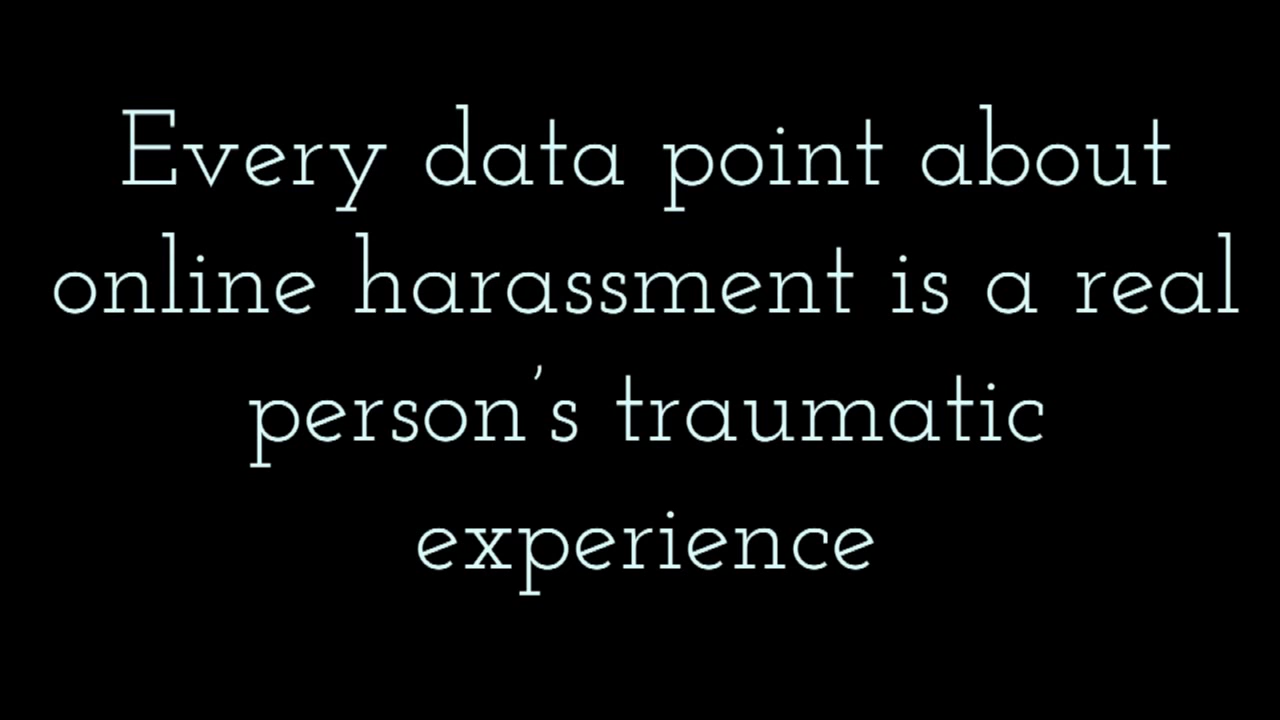 Every data point about
online harassment is a real
person's traumatic
experience